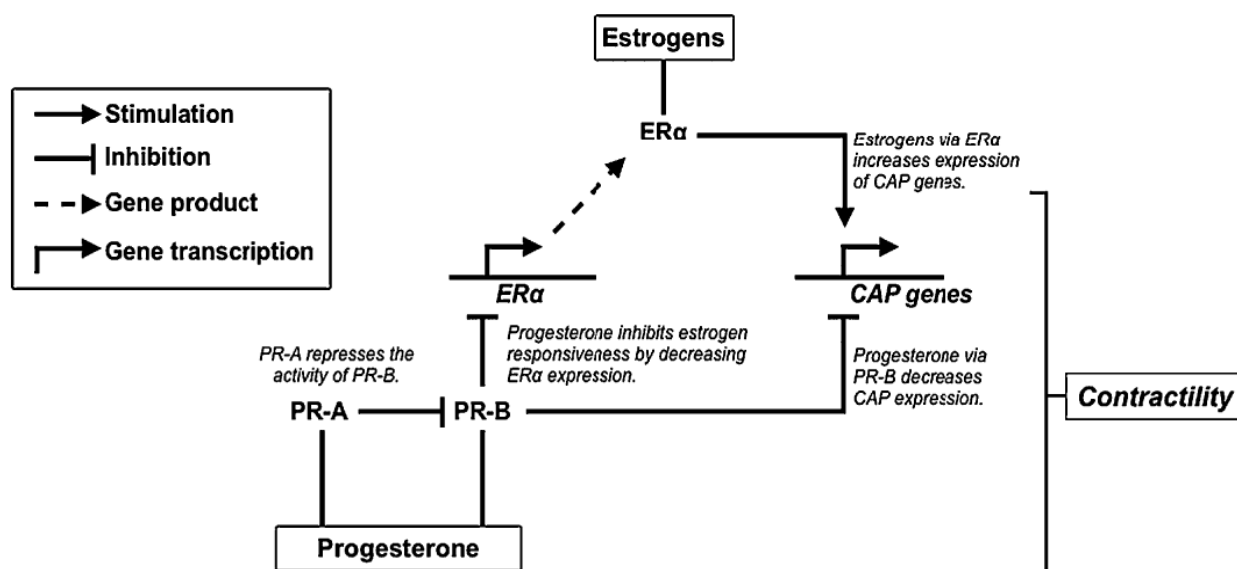 Estrogens
Stimulation
Inhibition
Gene product
Gene transcription
ERα
Estrogens via ERα
increases expression
of CAP genes.
ERα
CAP genes
PR-A represses the
activity of PR-B.
Progesterone inhibits estrogen
responsiveness by decreasing
ERα expression.
Progesterone via
PR-B decreases
CAP expression.
PR-A
PR-B
Contractility
Progesterone